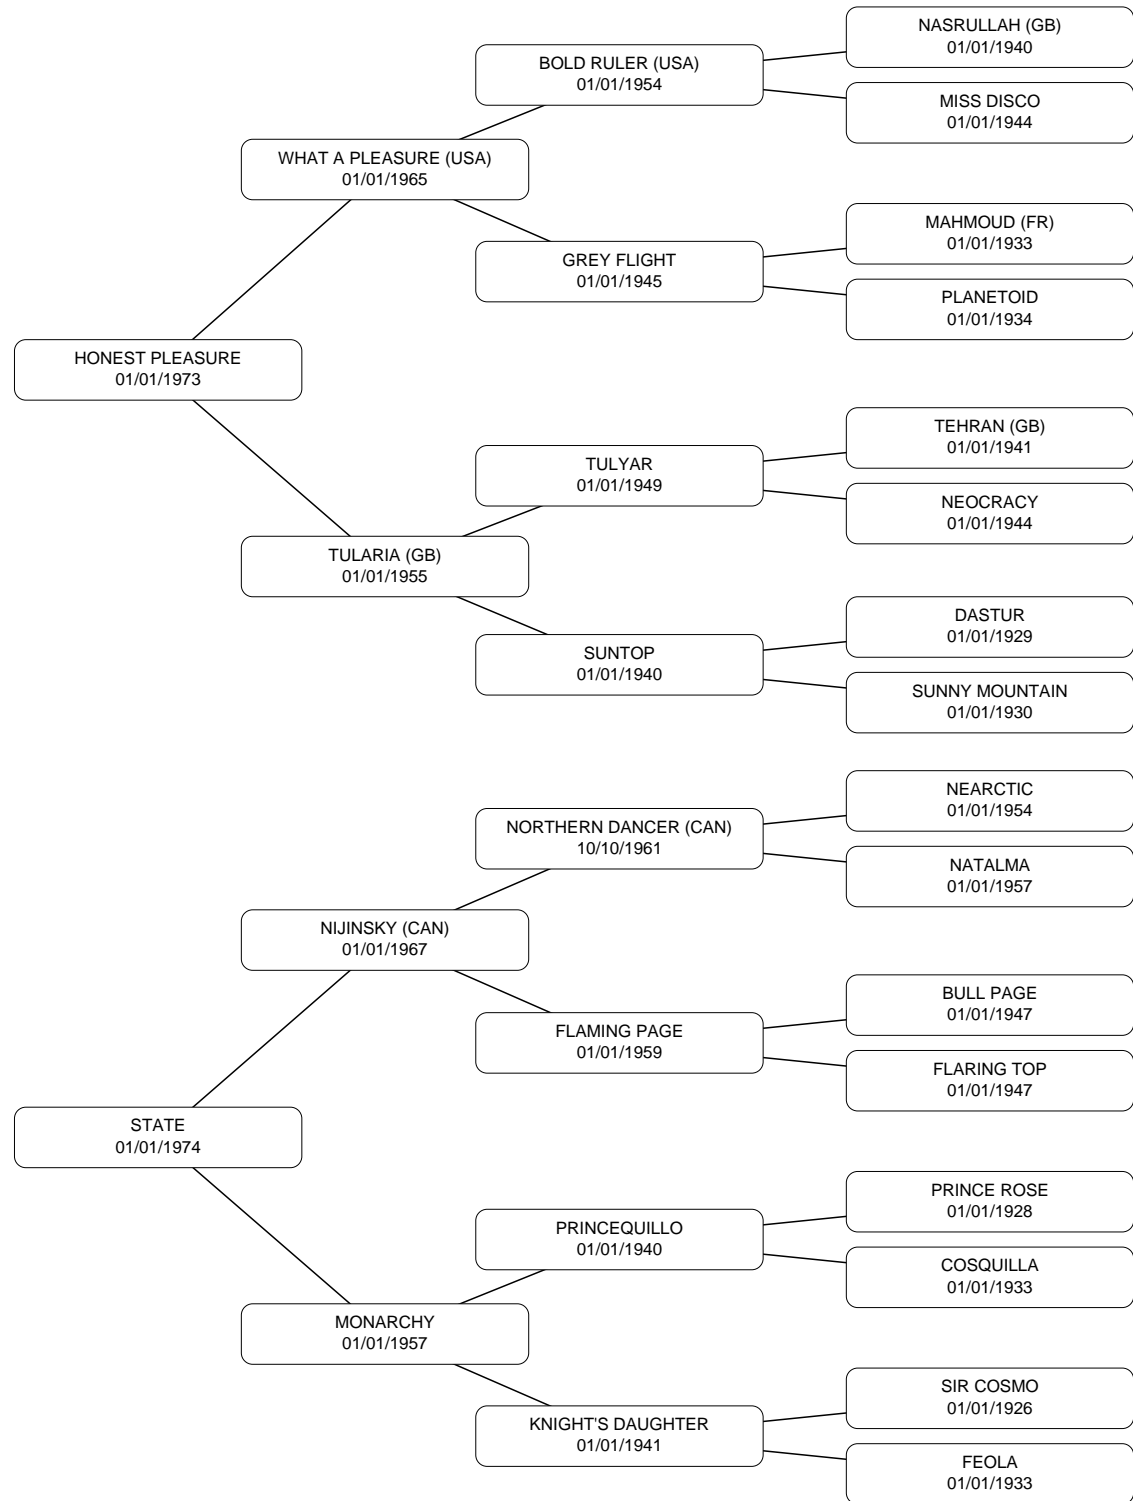 NASRULLAH (GB)
01/01/1940
BOLD RULER (USA)
01/01/1954
MISS DISCO
01/01/1944
WHAT A PLEASURE (USA)
01/01/1965
MAHMOUD (FR)
01/01/1933
GREY FLIGHT
01/01/1945
PLANETOID
01/01/1934
HONEST PLEASURE
01/01/1973
TEHRAN (GB)
01/01/1941
TULYAR
01/01/1949
NEOCRACY
01/01/1944
TULARIA (GB)
01/01/1955
DASTUR
01/01/1929
SUNTOP
01/01/1940
SUNNY MOUNTAIN
01/01/1930
NEARCTIC
01/01/1954
NORTHERN DANCER (CAN)
10/10/1961
NATALMA
01/01/1957
NIJINSKY (CAN)
01/01/1967
BULL PAGE
01/01/1947
FLAMING PAGE
01/01/1959
FLARING TOP
01/01/1947
STATE
01/01/1974
PRINCE ROSE
01/01/1928
PRINCEQUILLO
01/01/1940
COSQUILLA
01/01/1933
MONARCHY
01/01/1957
SIR COSMO
01/01/1926
KNIGHT'S DAUGHTER
01/01/1941
FEOLA
01/01/1933